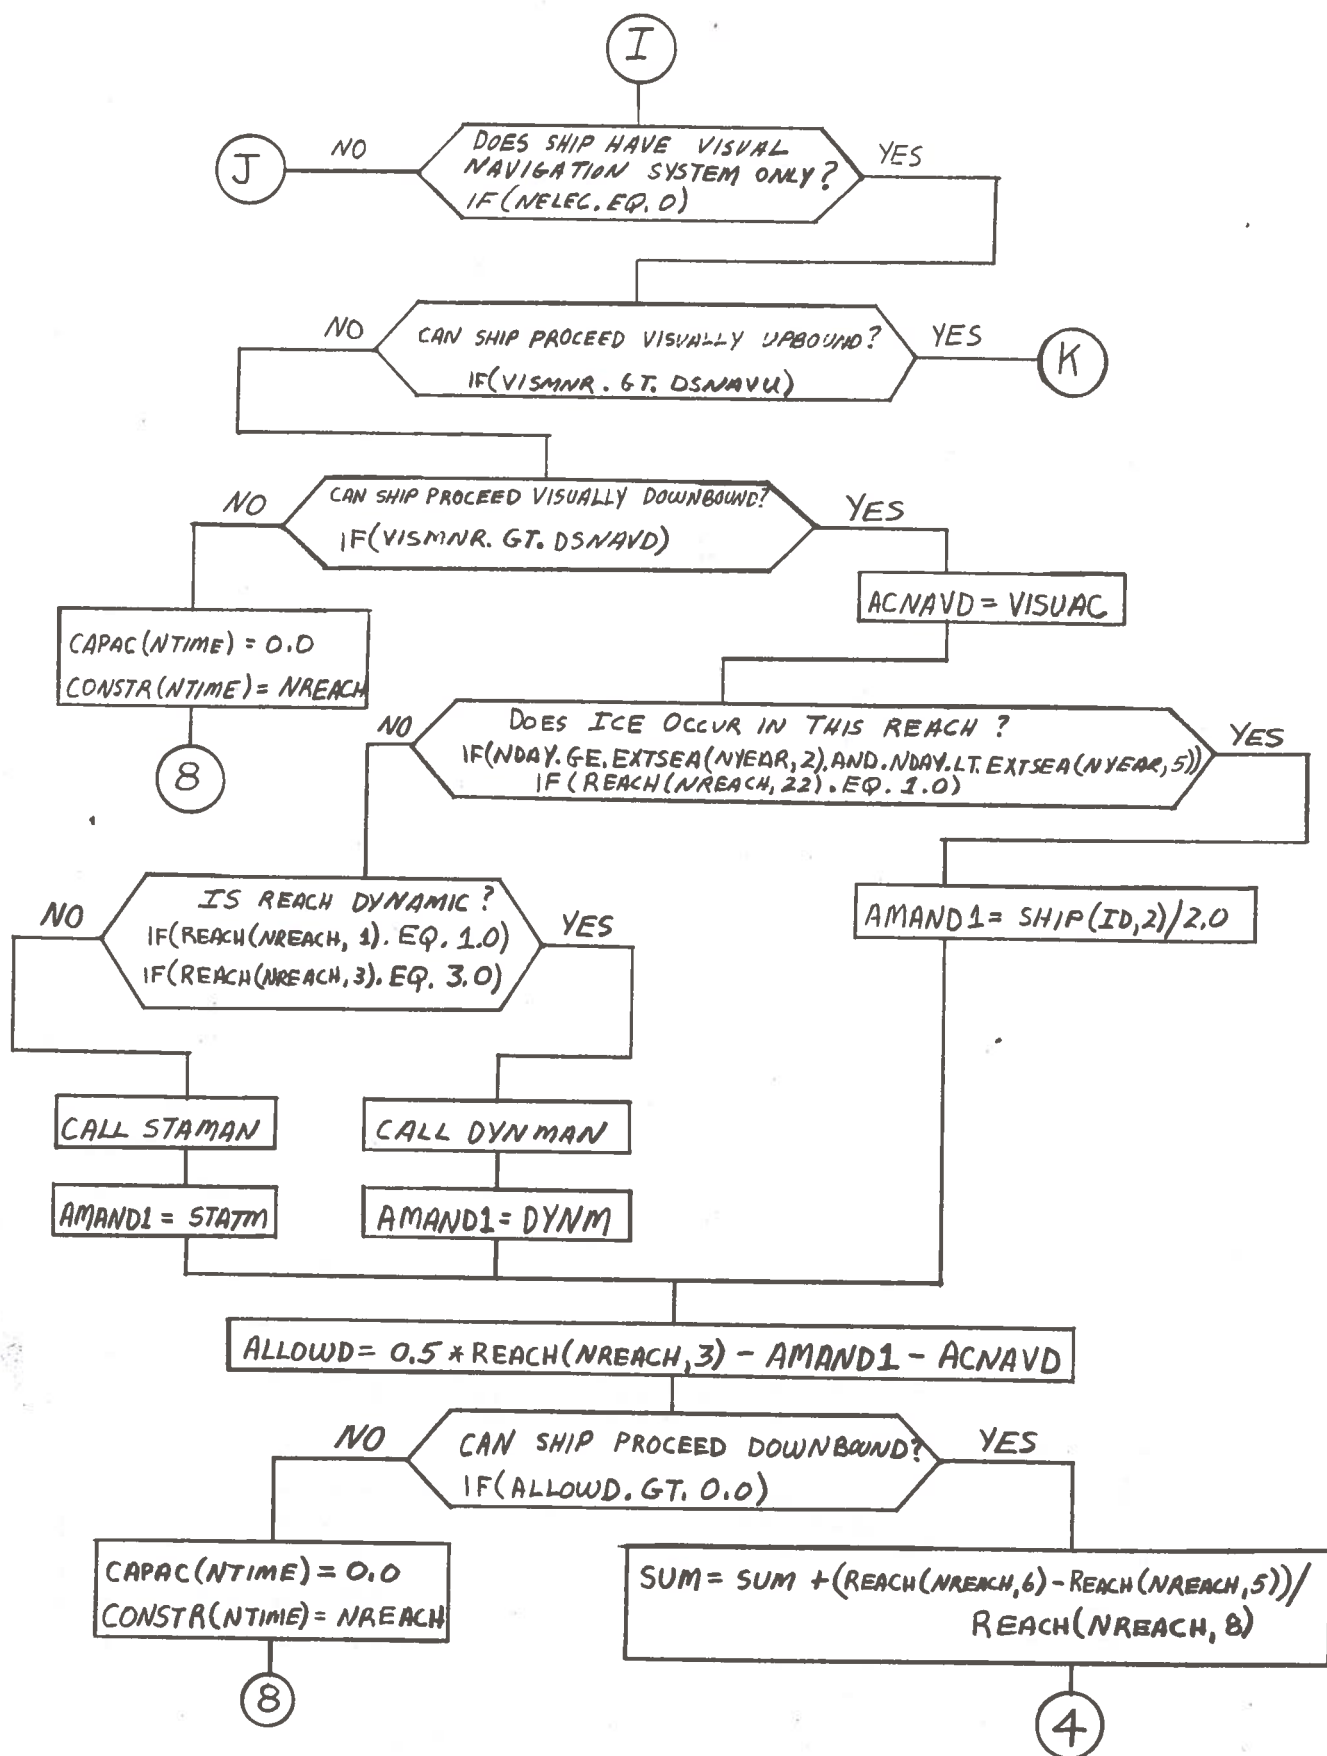 I
DOES SHIP HAVE VISUAL
NAVIGATION SYSTEM ONLY?
IF(NELEC.EQ.0)
NO
YES
J
CAN SHIP PROCEED VISUALLY UPBOUND?
IF(VISMNR.GT.DSNAVU)
NO
YES
K
CAN SHIP PROCEED VISUALLY DOWNBOUND?
IF(VISMNR.GT.DSNAVD)
NO
YES
ACNAVD = VISUAC
CAPAC(NTIME) = 0.0
CONSTR(NTIME) = NREACH
8
DOES ICE OCCUR IN THIS REACH?
IF(NDAY.GE.EXTSEA(NYEAR,2).AND.NDAY.LT.EXTSEA(NYEAR,5))
IF(REACH(NREACH,22).EQ.1.0)
NO
YES
IS REACH DYNAMIC?
IF(REACH(NREACH,1).EQ.1.0)
IF(REACH(NREACH,3).EQ.3.0)
NO
YES
AMAND1 = SHIP(ID,2)/2.0
CALL STAMAN
CALL DYNMAN
AMAND1 = STATM
AMAND1 = DYNM
ALLOWD = 0.5 * REACH(NREACH,3) - AMAND1 - ACNAVD
CAN SHIP PROCEED DOWNBOUND?
IF(ALLOWD.GT.0.0)
NO
YES
CAPAC(NTIME) = 0.0
CONSTR(NTIME) = NREACH
8
SUM = SUM + (REACH(NREACH,6) - REACH(NREACH,5))/
REACH(NREACH,8)
4